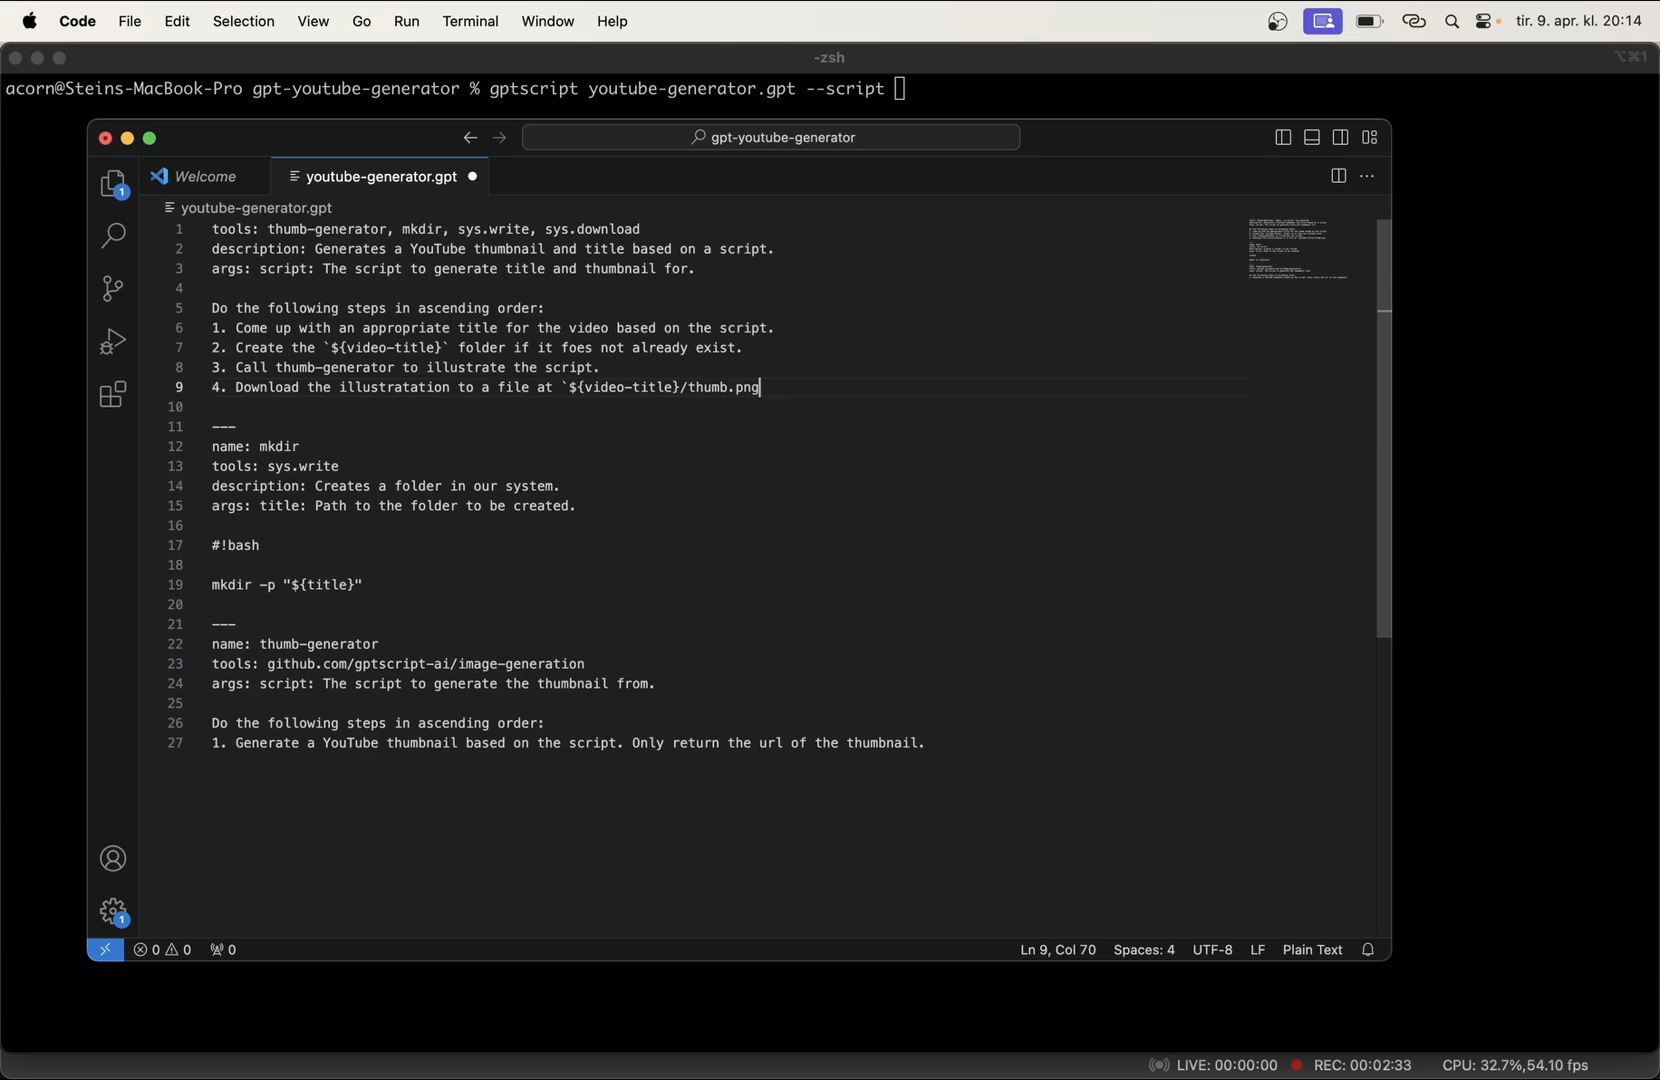 Code File Edit Selection View Go Run Terminal Window Help tir. 9. apr. kl. 20:14
-zsh ⌥⌘1
acorn@Steins-MacBook-Pro gpt-youtube-generator % gptscript youtube-generator.gpt --script
gpt-youtube-generator
1
Welcome youtube-generator.gpt
youtube-generator.gpt
1 tools: thumb-generator, mkdir, sys.write, sys.download
2 description: Generates a YouTube thumbnail and title based on a script.
3 args: script: The script to generate title and thumbnail for.
4
5 Do the following steps in ascending order:
6 1. Come up with an appropriate title for the video based on the script.
7 2. Create the `${video-title}` folder if it foes not already exist.
8 3. Call thumb-generator to illustrate the script.
9 4. Download the illustratation to a file at `${video-title}/thumb.png
10
11 ---
12 name: mkdir
13 tools: sys.write
14 description: Creates a folder in our system.
15 args: title: Path to the folder to be created.
16
17 #!bash
18
19 mkdir -p "${title}"
20
21 ---
22 name: thumb-generator
23 tools: github.com/gptscript-ai/image-generation
24 args: script: The script to generate the thumbnail from.
25
26 Do the following steps in ascending order:
27 1. Generate a YouTube thumbnail based on the script. Only return the url of the thumbnail.
1
0 0 0 Ln 9, Col 70 Spaces: 4 UTF-8 LF Plain Text
LIVE: 00:00:00 REC: 00:02:33 CPU: 32.7%,54.10 fps